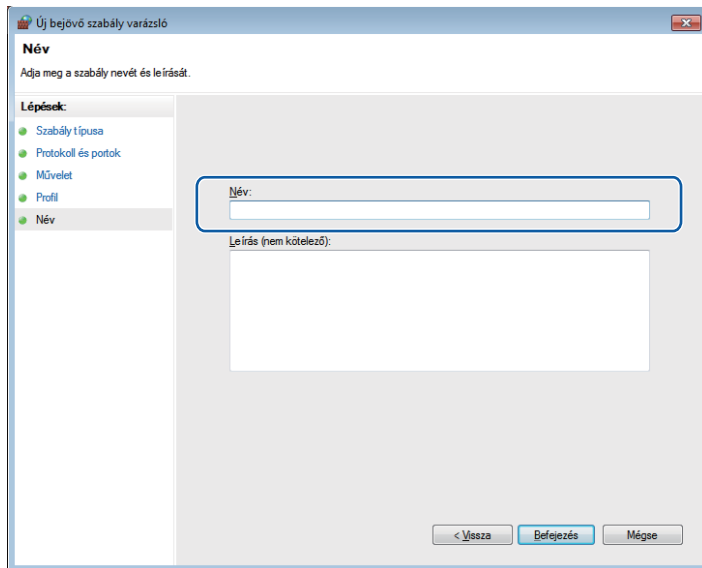 Új bejövő szabály varázsló
Név
Adja meg a szabály nevét és leírását.
Lépések:
Szabály típusa
Protokoll és portok
Művelet
Profil
Név
Név:
Leírás (nem kötelező):
< Vissza
Befejezés
Mégse